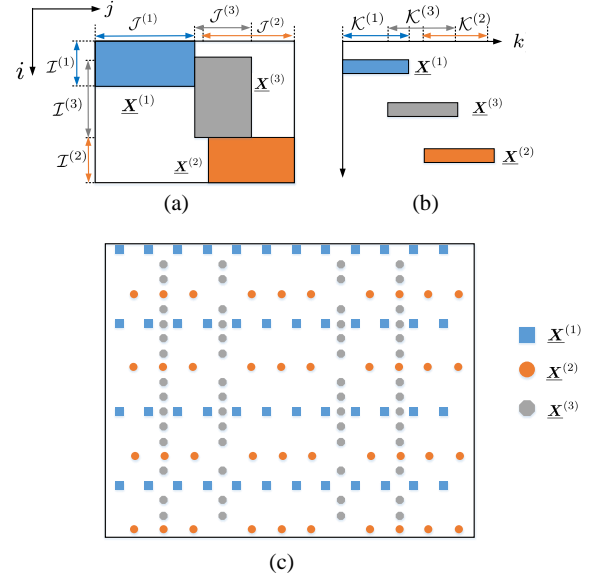 j 𝒥^(1) 𝒥^(3) 𝒥^(2)
i ℐ^(1) ℐ^(3) ℐ^(2)
X^(1) X^(3) X^(2)
(a)
𝒦^(1) 𝒦^(3) 𝒦^(2) k
X^(1)
X^(3)
X^(2)
(b)
X^(1)
X^(2)
X^(3)
(c)